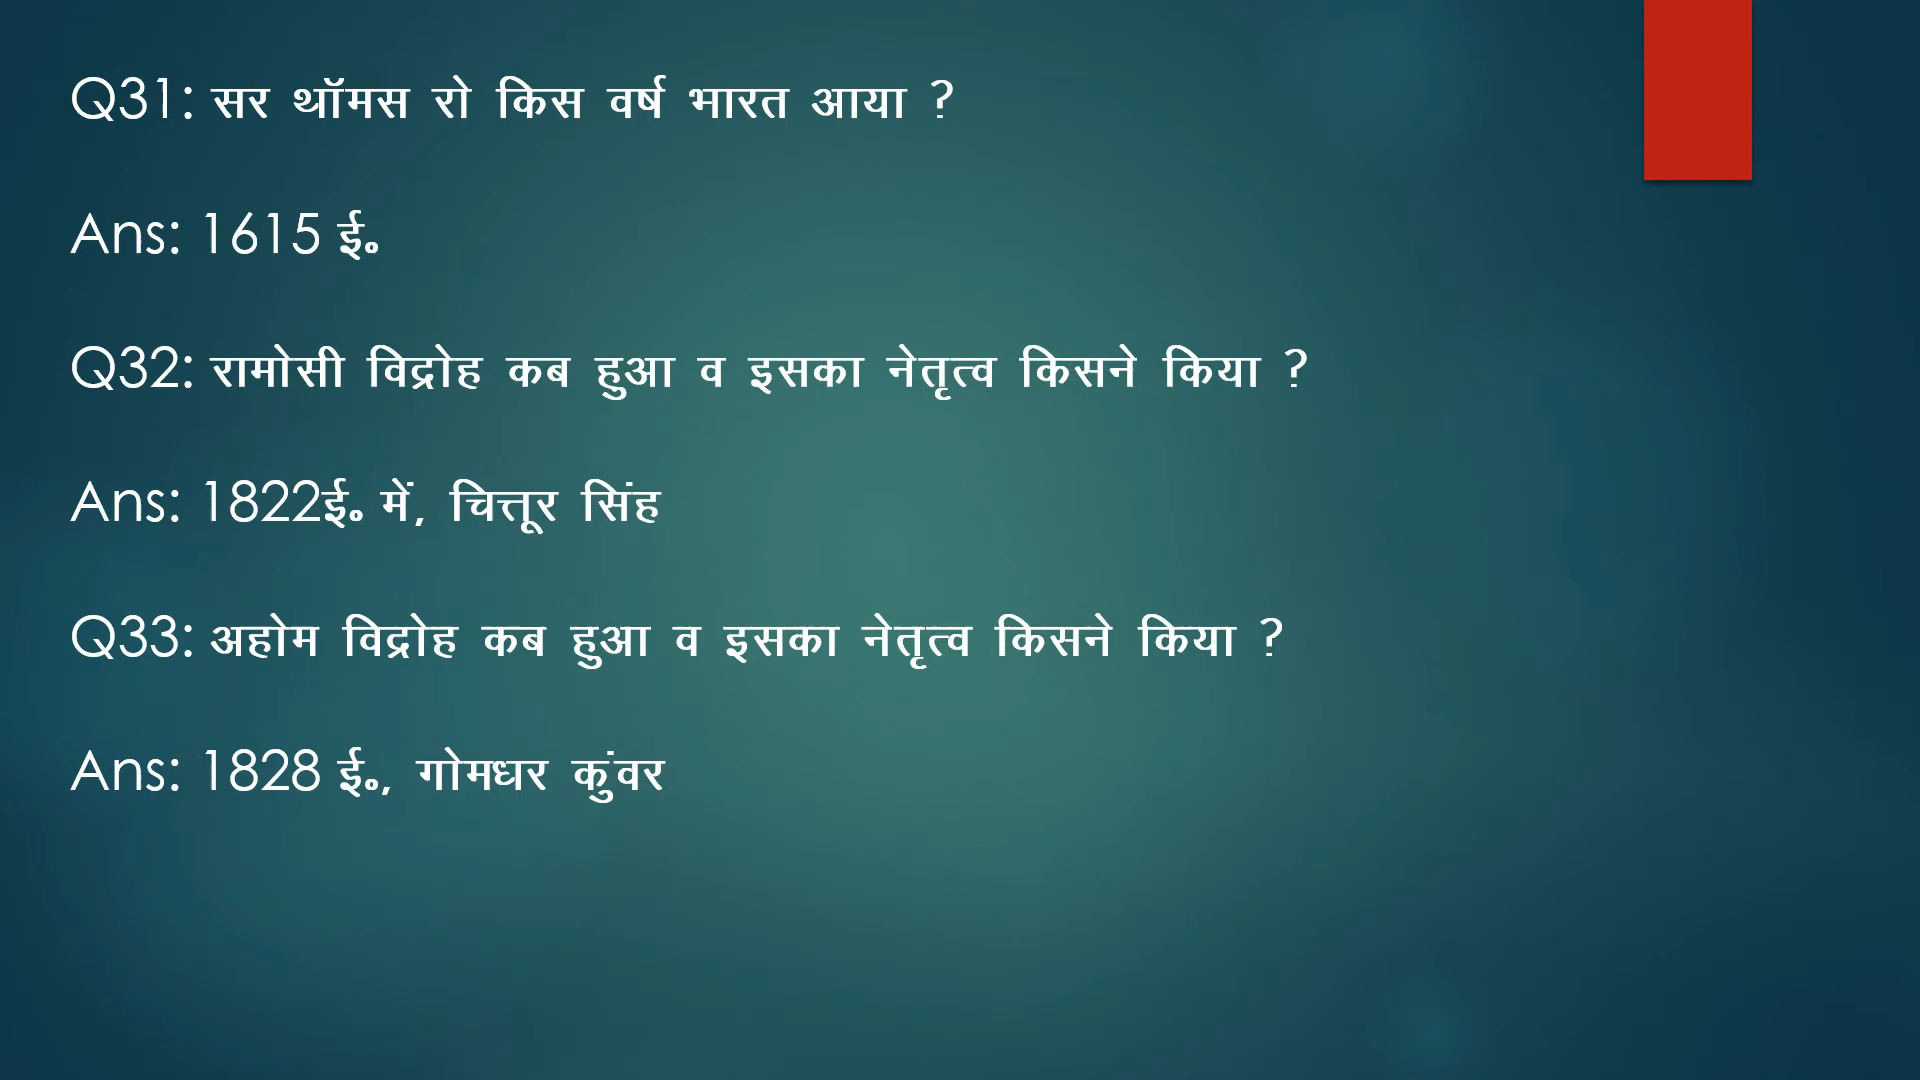 Q31: सर थॉमस रो किस वर्ष भारत आया ?
Ans: 1615 ई॰
Q32: रामोसी विद्रोह कब हुआ व इसका नेतृत्व किसने किया ?
Ans: 1822ई॰ में, चित्तूर सिंह
Q33: अहोम विद्रोह कब हुआ व इसका नेतृत्व किसने किया ?
Ans: 1828 ई॰, गोमधर कुंवर